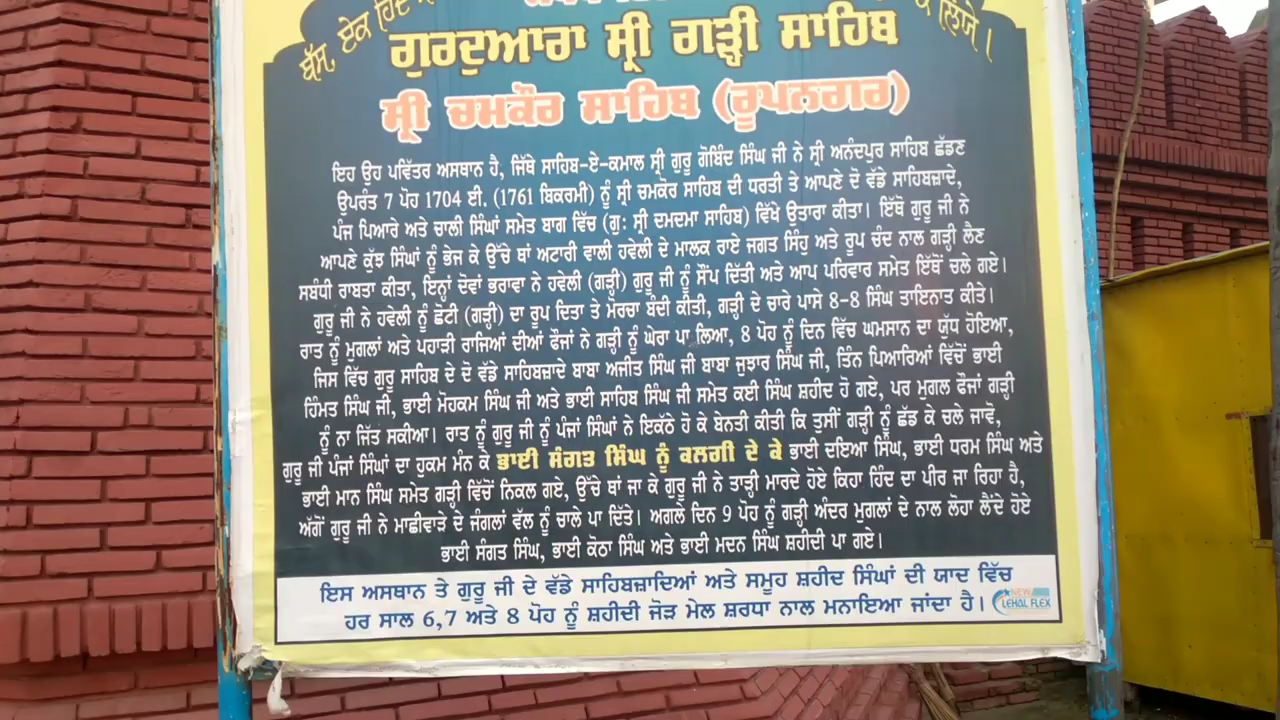 ਬੱਸ, ਏਕ ਹਿੰਦ
ਗੁਰਦੁਆਰਾ ਸ੍ਰੀ ਗੜ੍ਹੀ ਸਾਹਿਬ
ਸ੍ਰੀ ਚਮਕੌਰ ਸਾਹਿਬ (ਰੂਪਨਗਰ)
ਇਹ ਉਹ ਪਵਿੱਤਰ ਅਸਥਾਨ ਹੈ, ਜਿੱਥੇ ਸਾਹਿਬ-ਏ-ਕਮਾਲ ਸ੍ਰੀ ਗੁਰੂ ਗੋਬਿੰਦ ਸਿੰਘ ਜੀ ਨੇ ਸ੍ਰੀ ਅਨੰਦਪੁਰ ਸਾਹਿਬ ਛੱਡਣ
ਉਪਰੰਤ 7 ਪੋਹ 1704 ਈ. (1761 ਬਿਕਰਮੀ) ਨੂੰ ਸ੍ਰੀ ਚਮਕੌਰ ਸਾਹਿਬ ਦੀ ਧਰਤੀ ਤੇ ਆਪਣੇ ਦੋ ਵੱਡੇ ਸਾਹਿਬਜ਼ਾਦੇ,
ਪੰਜ ਪਿਆਰੇ ਅਤੇ ਚਾਲੀ ਸਿੰਘਾਂ ਸਮੇਤ ਬਾਗ ਵਿੱਚ (ਗੁ: ਸ੍ਰੀ ਦਮਦਮਾ ਸਾਹਿਬ) ਵਿੱਖੇ ਉਤਾਰਾ ਕੀਤਾ। ਇੱਥੋ ਗੁਰੂ ਜੀ ਨੇ
ਆਪਣੇ ਕੁੱਝ ਸਿੰਘਾਂ ਨੂੰ ਭੇਜ ਕੇ ਉੱਚੇ ਥਾਂ ਅਟਾਰੀ ਵਾਲੀ ਹਵੇਲੀ ਦੇ ਮਾਲਕ ਰਾਏ ਜਗਤ ਸਿੰਹੁ ਅਤੇ ਰੂਪ ਚੰਦ ਨਾਲ ਗੜ੍ਹੀ ਲੈਣ
ਸਬੰਧੀ ਰਾਬਤਾ ਕੀਤਾ, ਇਨ੍ਹਾਂ ਦੋਵਾਂ ਭਰਾਵਾ ਨੇ ਹਵੇਲੀ (ਗੜ੍ਹੀ) ਗੁਰੂ ਜੀ ਨੂੰ ਸੌਂਪ ਦਿੱਤੀ ਅਤੇ ਆਪ ਪਰਿਵਾਰ ਸਮੇਤ ਇੱਥੋਂ ਚਲੇ ਗਏ।
ਗੁਰੂ ਜੀ ਨੇ ਹਵੇਲੀ ਨੂੰ ਛੋਟੀ (ਗੜ੍ਹੀ) ਦਾ ਰੂਪ ਦਿਤਾ ਤੇ ਮੋਰਚਾ ਬੰਦੀ ਕੀਤੀ, ਗੜ੍ਹੀ ਦੇ ਚਾਰੇ ਪਾਸੇ 8-8 ਸਿੰਘ ਤਾਇਨਾਤ ਕੀਤੇ।
ਰਾਤ ਨੂੰ ਮੁਗਲਾਂ ਅਤੇ ਪਹਾੜੀ ਰਾਜਿਆਂ ਦੀਆਂ ਫੌਜਾਂ ਨੇ ਗੜ੍ਹੀ ਨੂੰ ਘੇਰਾ ਪਾ ਲਿਆ, 8 ਪੋਹ ਨੂੰ ਦਿਨ ਵਿੱਚ ਘਮਸਾਨ ਦਾ ਯੁੱਧ ਹੋਇਆ,
ਜਿਸ ਵਿੱਚ ਗੁਰੂ ਸਾਹਿਬ ਦੇ ਦੋ ਵੱਡੇ ਸਾਹਿਬਜ਼ਾਦੇ ਬਾਬਾ ਅਜੀਤ ਸਿੰਘ ਜੀ ਬਾਬਾ ਜੁਝਾਰ ਸਿੰਘ ਜੀ, ਤਿੰਨ ਪਿਆਰਿਆਂ ਵਿੱਚੋਂ ਭਾਈ
ਹਿੰਮਤ ਸਿੰਘ ਜੀ, ਭਾਈ ਮੋਹਕਮ ਸਿੰਘ ਜੀ ਅਤੇ ਭਾਈ ਸਾਹਿਬ ਸਿੰਘ ਜੀ ਸਮੇਤ ਕਈ ਸਿੰਘ ਸ਼ਹੀਦ ਹੋ ਗਏ, ਪਰ ਮੁਗਲ ਫੌਜਾਂ ਗੜ੍ਹੀ
ਨੂੰ ਨਾ ਜਿੱਤ ਸਕੀਆ। ਰਾਤ ਨੂੰ ਗੁਰੂ ਜੀ ਨੂੰ ਪੰਜਾਂ ਸਿੰਘਾਂ ਨੇ ਇਕੱਠੇ ਹੋ ਕੇ ਬੇਨਤੀ ਕੀਤੀ ਕਿ ਤੁਸੀਂ ਗੜ੍ਹੀ ਨੂੰ ਛੱਡ ਕੇ ਚਲੇ ਜਾਵੋ,
ਗੁਰੂ ਜੀ ਪੰਜਾਂ ਸਿੰਘਾਂ ਦਾ ਹੁਕਮ ਮੰਨ ਕੇ ਭਾਈ ਸੰਗਤ ਸਿੰਘ ਨੂੰ ਕਲਗੀ ਦੇ ਕੇ ਭਾਈ ਦਇਆ ਸਿੰਘ, ਭਾਈ ਧਰਮ ਸਿੰਘ ਅਤੇ
ਭਾਈ ਮਾਨ ਸਿੰਘ ਸਮੇਤ ਗੜ੍ਹੀ ਵਿੱਚੋਂ ਨਿਕਲ ਗਏ, ਉੱਚੇ ਥਾਂ ਜਾ ਕੇ ਗੁਰੂ ਜੀ ਨੇ ਤਾੜੀ ਮਾਰਦੇ ਹੋਏ ਕਿਹਾ ਹਿੰਦ ਦਾ ਪੀਰ ਜਾ ਰਿਹਾ ਹੈ,
ਅੱਗੋਂ ਗੁਰੂ ਜੀ ਨੇ ਮਾਛੀਵਾੜੇ ਦੇ ਜੰਗਲਾਂ ਵੱਲ ਨੂੰ ਚਾਲੇ ਪਾ ਦਿੱਤੇ। ਅਗਲੇ ਦਿਨ 9 ਪੋਹ ਨੂੰ ਗੜ੍ਹੀ ਅੰਦਰ ਮੁਗਲਾਂ ਦੇ ਨਾਲ ਲੋਹਾ ਲੈਂਦੇ ਹੋਏ
ਭਾਈ ਸੰਗਤ ਸਿੰਘ, ਭਾਈ ਕੋਠਾ ਸਿੰਘ ਅਤੇ ਭਾਈ ਮਦਨ ਸਿੰਘ ਸ਼ਹੀਦੀ ਪਾ ਗਏ।
ਇਸ ਅਸਥਾਨ ਤੇ ਗੁਰੂ ਜੀ ਦੇ ਵੱਡੇ ਸਾਹਿਬਜ਼ਾਦਿਆਂ ਅਤੇ ਸਮੂਹ ਸ਼ਹੀਦ ਸਿੰਘਾਂ ਦੀ ਯਾਦ ਵਿੱਚ
ਹਰ ਸਾਲ 6,7 ਅਤੇ 8 ਪੋਹ ਨੂੰ ਸ਼ਹੀਦੀ ਜੋੜ ਮੇਲ ਸ਼ਰਧਾ ਨਾਲ ਮਨਾਇਆ ਜਾਂਦਾ ਹੈ।
NEW
LEHAL FLEX